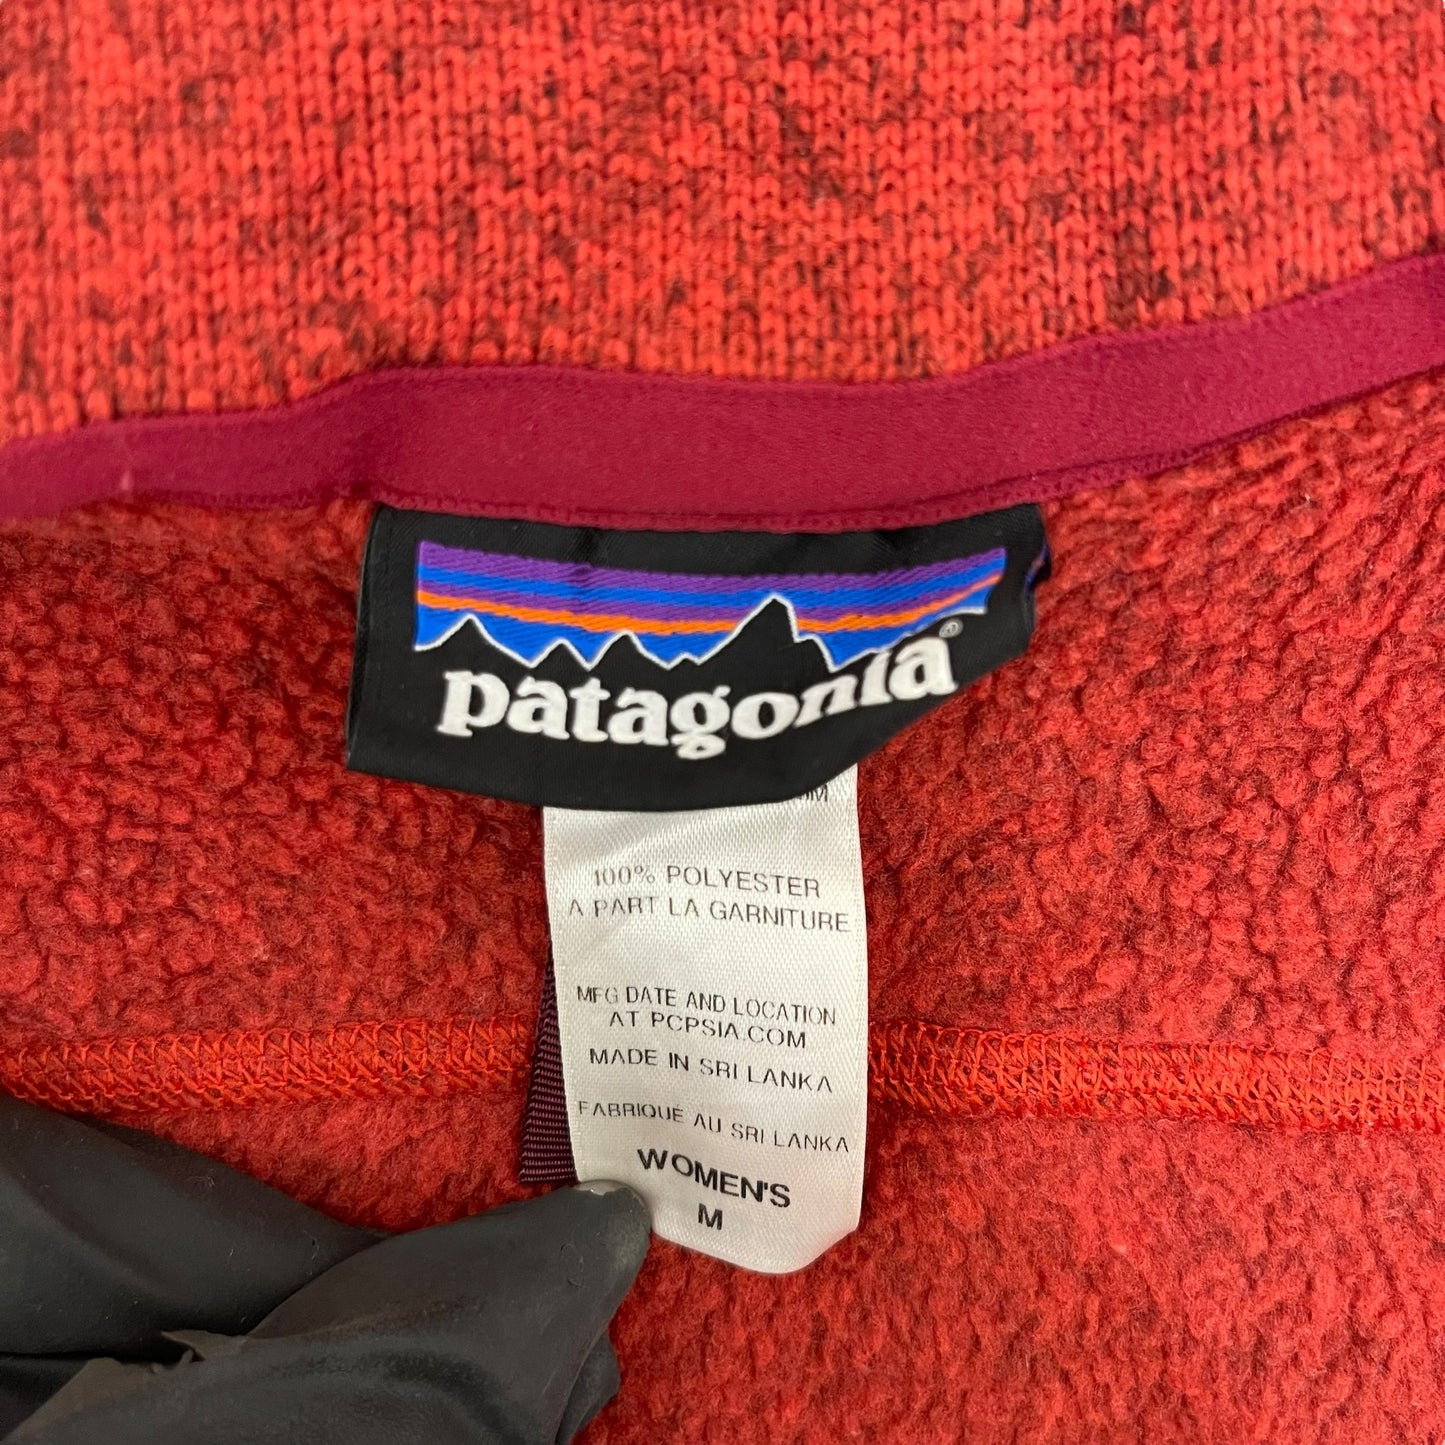 patagonia®
100% POLYESTER
A PART LA GARNITURE
MFG DATE AND LOCATION
AT PCPSIA.COM
MADE IN SRI LANKA
FABRIQUÉ AU SRI LANKA
WOMEN'S
M